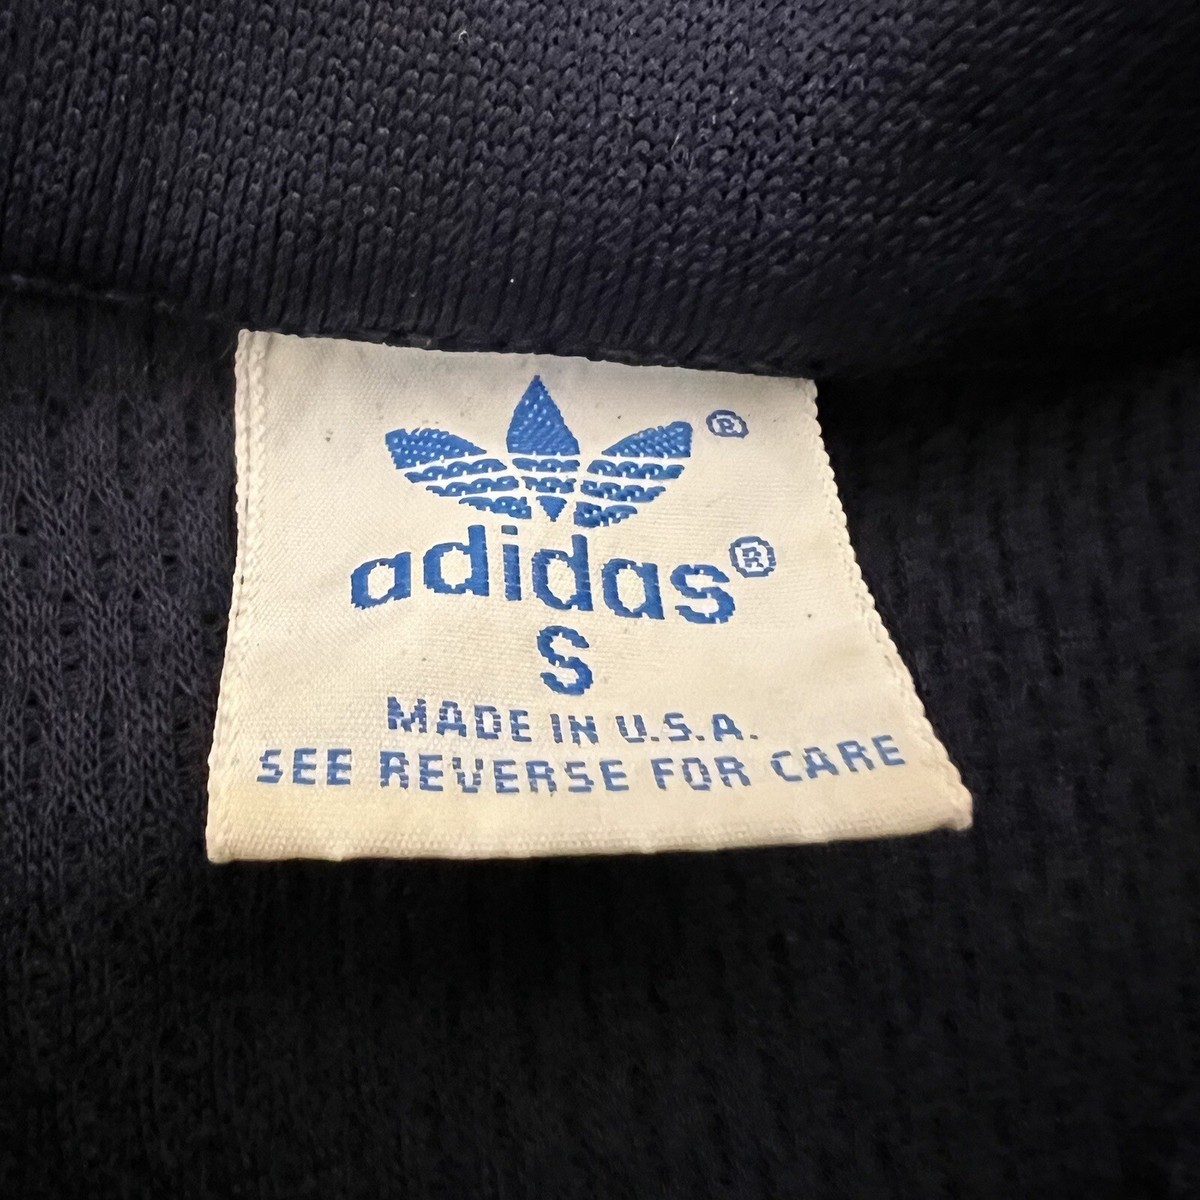 ®
adidas®
S
MADE IN U.S.A.
SEE REVERSE FOR CARE